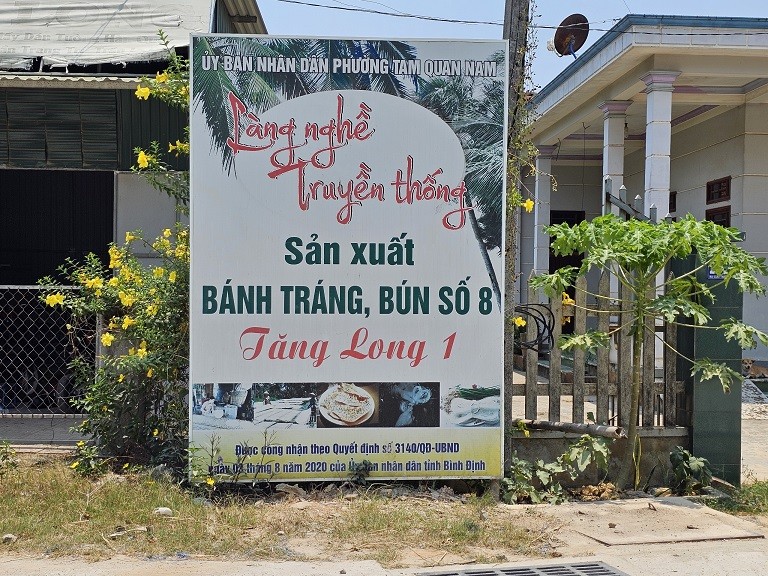 ỦY BAN NHÂN DÂN PHƯỜNG TAM QUAN NAM
Làng nghề
Truyền thống
Sản xuất
BÁNH TRÁNG, BÚN SỐ 8
Tăng Long 1
Được công nhận theo Quyết định số 3140/QĐ-UBND
ngày 03 tháng 8 năm 2020 của Ủy ban nhân dân tỉnh Bình Định